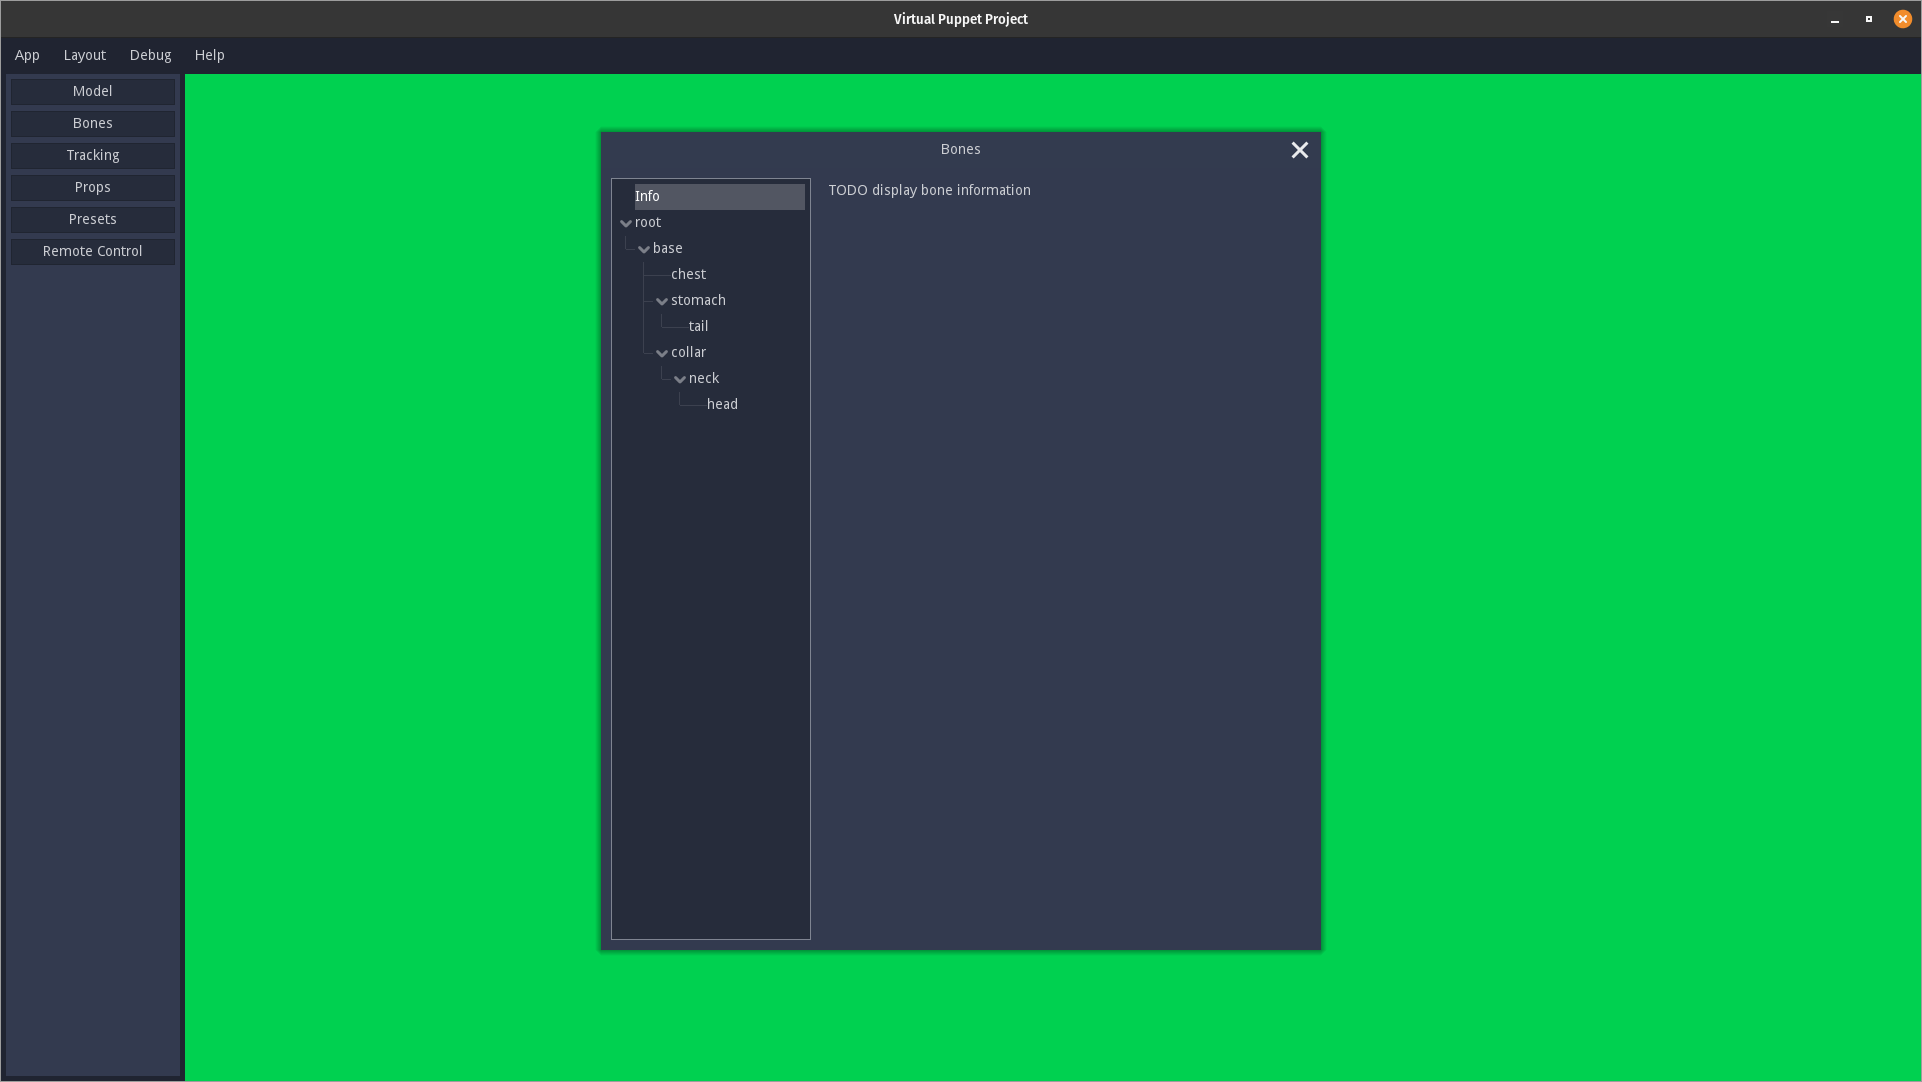 Virtual Puppet Project
App Layout Debug Help
Model
Bones
Tracking
Props
Presets
Remote Control
Bones
Info
root
base
chest
stomach
tail
collar
neck
head
TODO display bone information